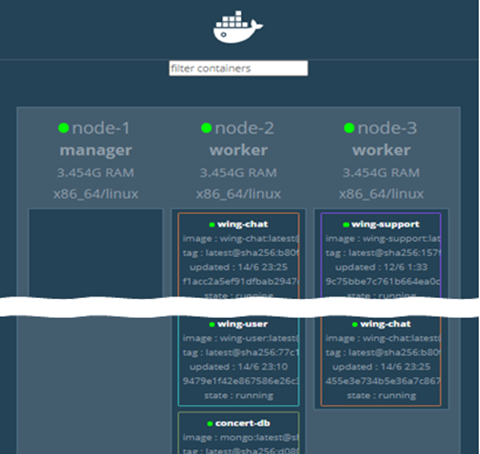 filter containers
node-1
manager
3.454G RAM
x86_64/linux
node-2
worker
3.454G RAM
x86_64/linux
node-3
worker
3.454G RAM
x86_64/linux
wing-chat
image : wing-chat:latest(
tag : latest@sha256:b80f
updated : 14/6 23:25
f1acc2a5ef91dfbab2947
state : running
wing-user
image : wing-user:latest(
tag : latest@sha256:77c1
updated : 14/6 23:10
9479e1f42e867586e26c
state : running
concert-db
image : mongo:latest@sl
tag : latest@sha256:d08
wing-support
image : wing-support:lat
tag : latest@sha256:157
updated : 12/6 1:33
9c75bbe7c761b664ea0c
state : running
wing-chat
image : wing-chat:latest(
tag : latest@sha256:b80
updated : 14/6 23:25
455e3e734b5e36a7c867
state : running